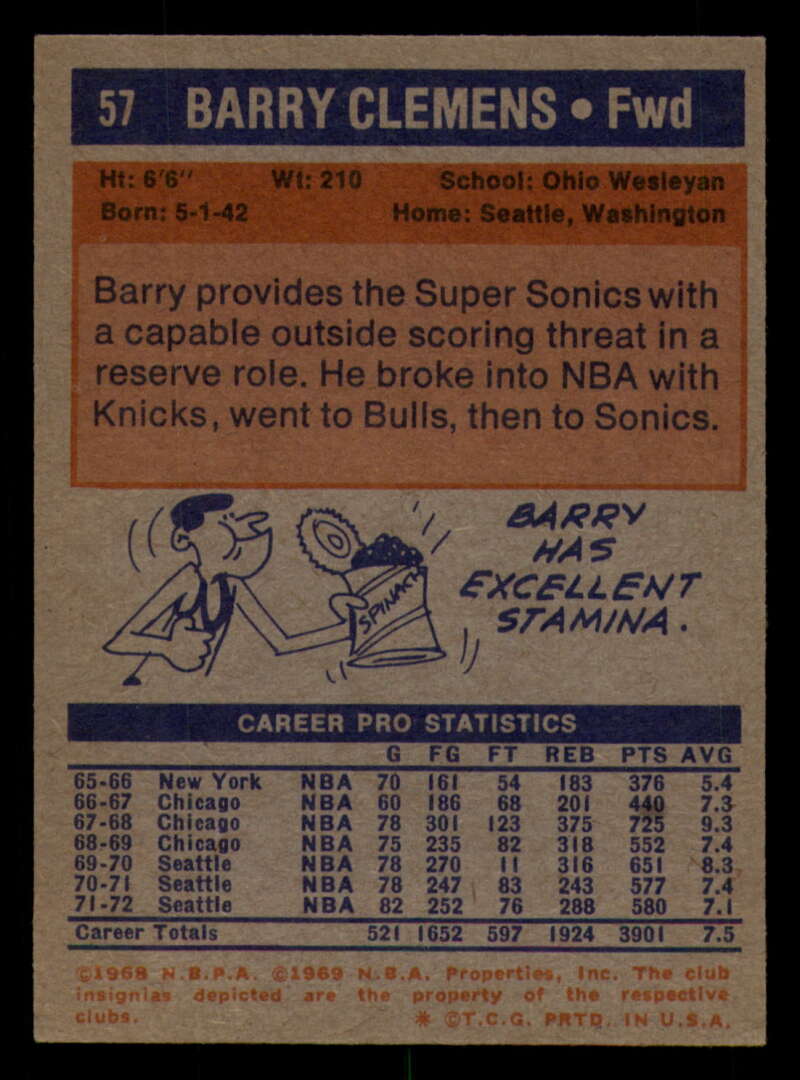 57 BARRY CLEMENS • Fwd
Ht: 6'6" Wt: 210 School: Ohio Wesleyan
Born: 5-1-42 Home: Seattle, Washington
Barry provides the Super Sonics with
a capable outside scoring threat in a
reserve role. He broke into NBA with
Knicks, went to Bulls, then to Sonics.
SPINACH
BARRY
HAS
EXCELLENT
STAMINA.
CAREER PRO STATISTICS
G FG FT REB PTS AVG
65-66 New York NBA 70 161 54 183 376 5.4
66-67 Chicago NBA 60 186 68 201 440 7.3
67-68 Chicago NBA 78 301 123 375 725 9.3
68-69 Chicago NBA 75 235 82 318 552 7.4
69-70 Seattle NBA 78 270 11 316 651 8.3
70-71 Seattle NBA 78 247 83 243 577 7.4
71-72 Seattle NBA 82 252 76 288 580 7.1
Career Totals 521 1652 597 1924 3901 7.5
©1968 N.B.P.A. ©1969 N.B.A. Properties, Inc. The club
insignias depicted are the property of the respective
clubs. * ©T.C.G. PRTD. IN U.S.A.